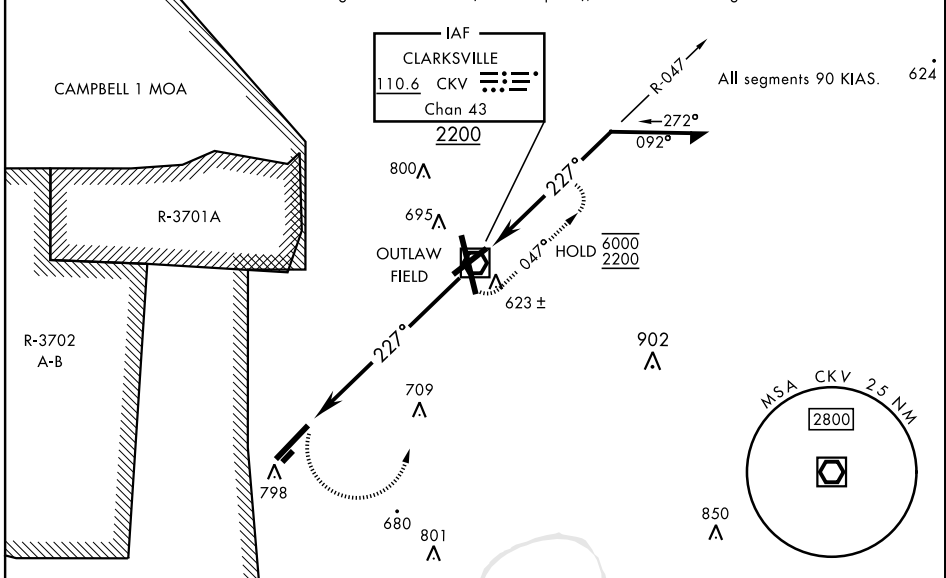 IAF
CLARKSVILLE
110.6 CKV
Chan 43
2200
R-047
All segments 90 KIAS.
624
CAMPBELL 1 MOA
272°
092°
800
227°
R-3701A
695
OUTLAW
FIELD
047°
HOLD 6000
2200
623 ±
R-3702
A-B
227°
902
709
MSA CKV 25 NM
2800
798
680
801
850